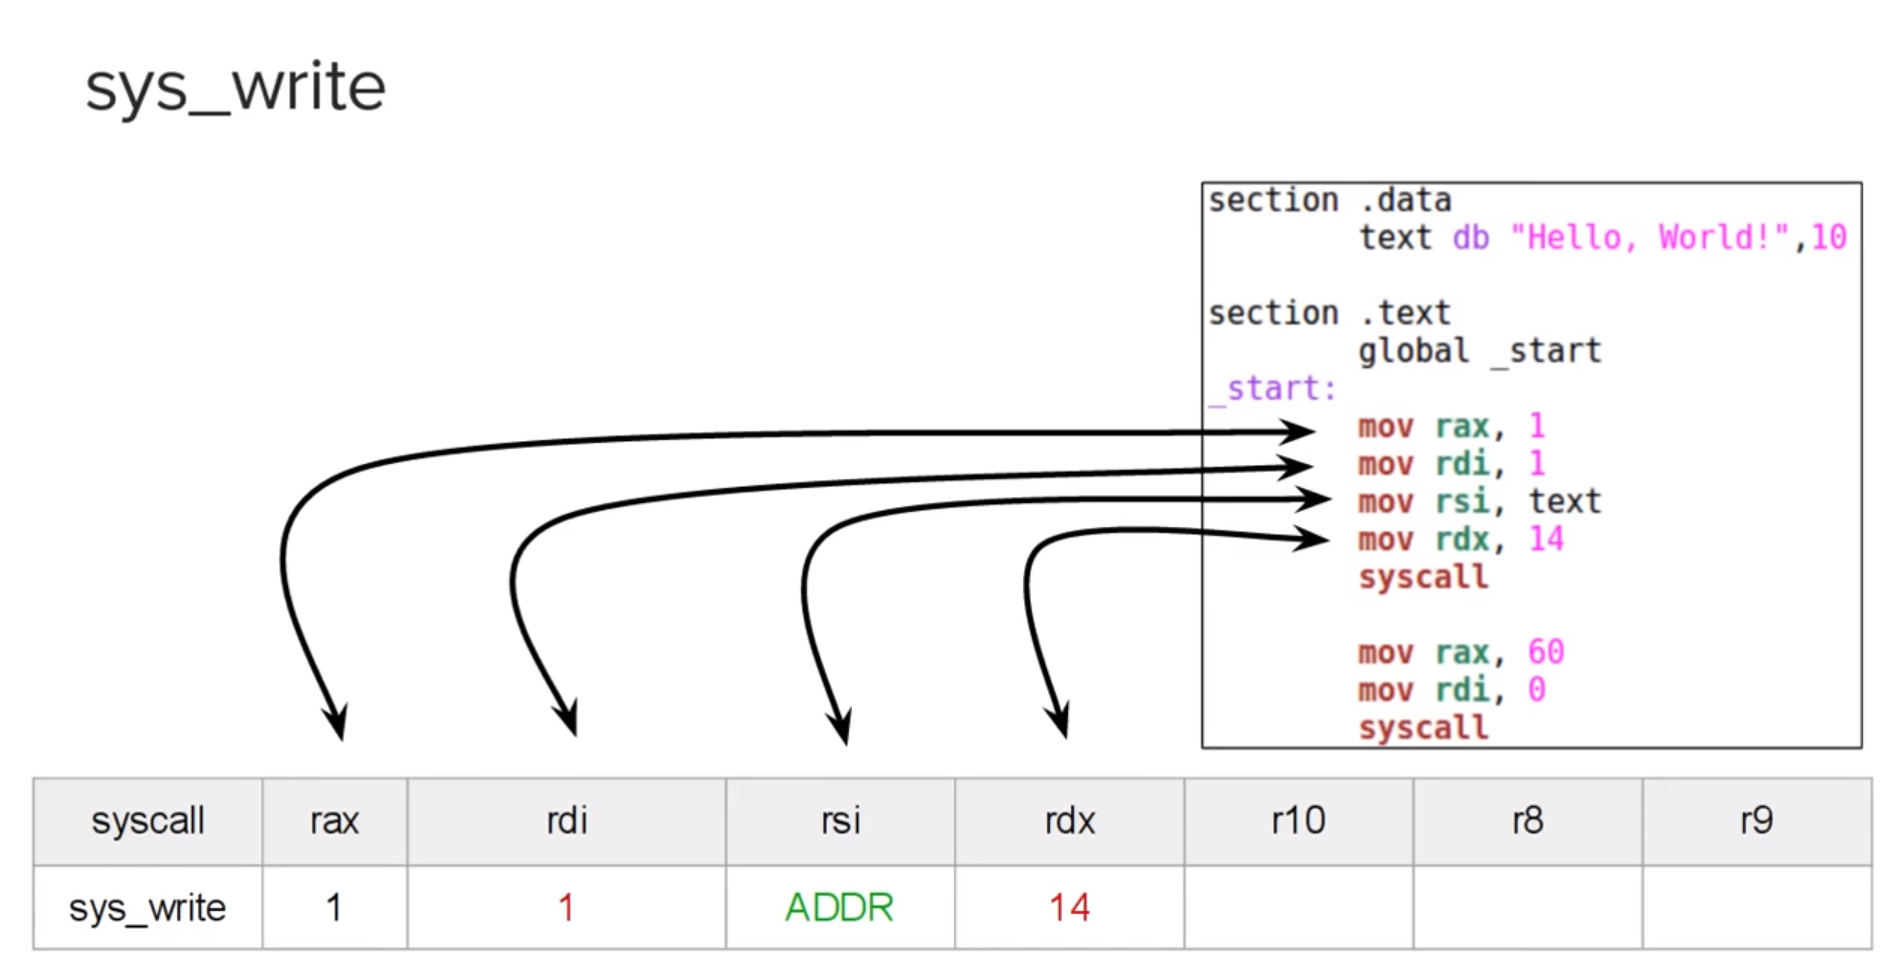 sys_write
section .data
text db "Hello, World!",10
section .text
global _start
_start:
mov rax, 1
mov rdi, 1
mov rsi, text
mov rdx, 14
syscall
mov rax, 60
mov rdi, 0
syscall
syscall rax rdi rsi rdx r10 r8 r9
sys_write 1 1 ADDR 14